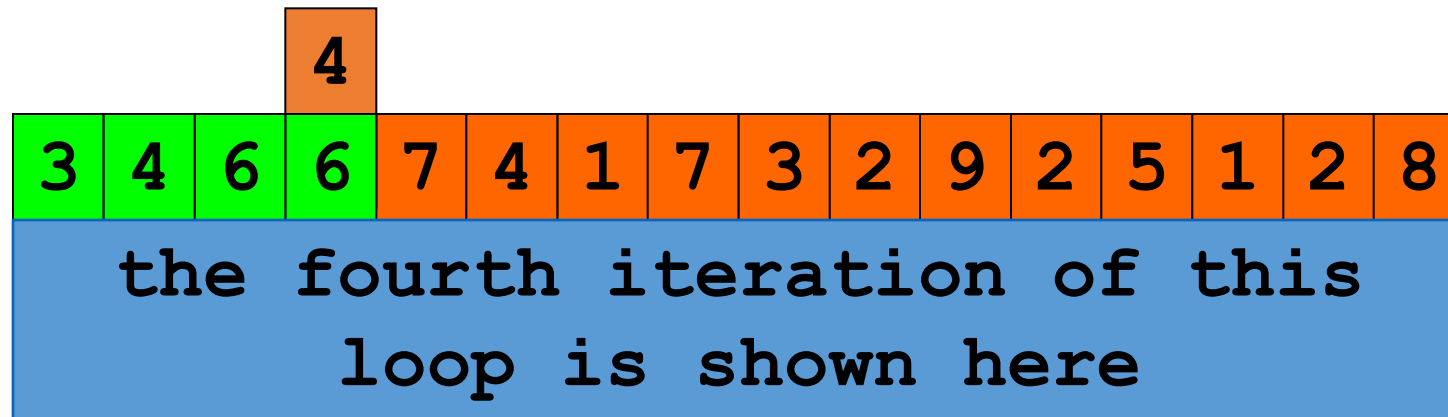 4
3 4 6 6 7 4 1 7 3 2 9 2 5 1 2 8
the fourth iteration of this
loop is shown here